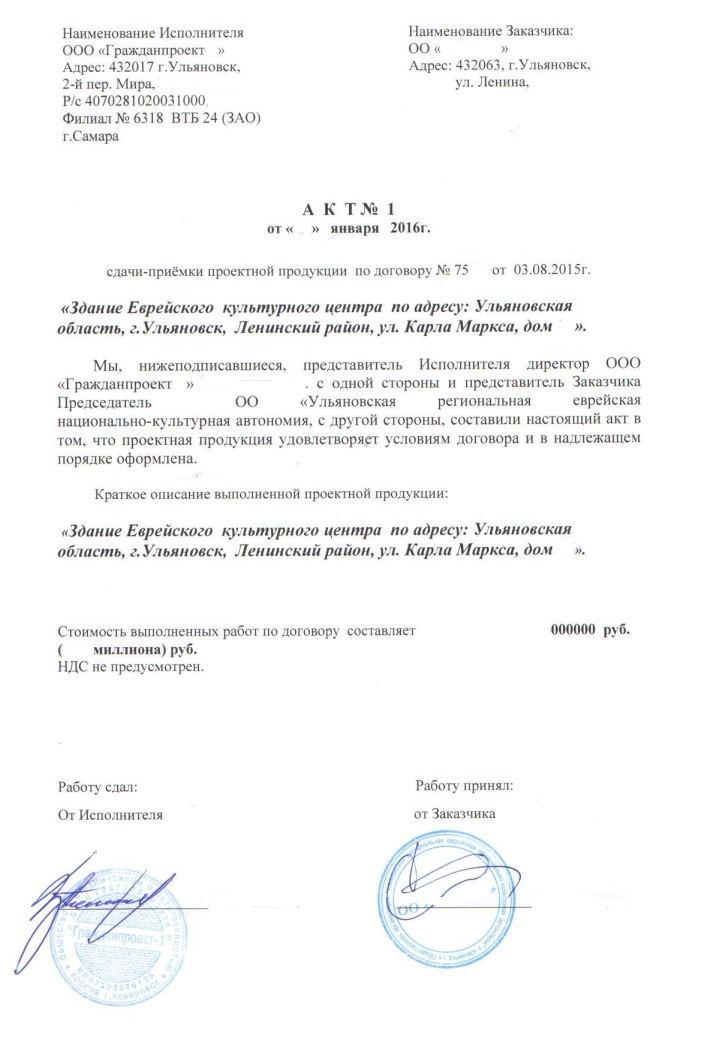 Наименование Исполнителя
ООО «Гражданпроект »
Адрес: 432017 г.Ульяновск,
2-й пер. Мира,
Р/с 4070281020031000
Филиал № 6318 ВТБ 24 (ЗАО)
г.Самара
Наименование Заказчика:
ОО « »
Адрес: 432063, г.Ульяновск,
ул. Ленина,
А К Т № 1
от « » января 2016г.
сдачи-приёмки проектной продукции по договору № 75 от 03.08.2015г.
«Здание Еврейского культурного центра по адресу: Ульяновская
область, г.Ульяновск, Ленинский район, ул. Карла Маркса, дом ».
Мы, нижеподписавшиеся, представитель Исполнителя директор ООО
«Гражданпроект » . с одной стороны и представитель Заказчика
Председатель ОО «Ульяновская региональная еврейская
национально-культурная автономия, с другой стороны, составили настоящий акт в
том, что проектная продукция удовлетворяет условиям договора и в надлежащем
порядке оформлена.
Краткое описание выполненной проектной продукции:
«Здание Еврейского культурного центра по адресу: Ульяновская
область, г.Ульяновск, Ленинский район, ул. Карла Маркса, дом ».
Стоимость выполненных работ по договору составляет 000000 руб.
( миллиона) руб.
НДС не предусмотрен.
Работу сдал:
От Исполнителя
Работу принял:
от Заказчика
"Гражданпроект-1"
ОО